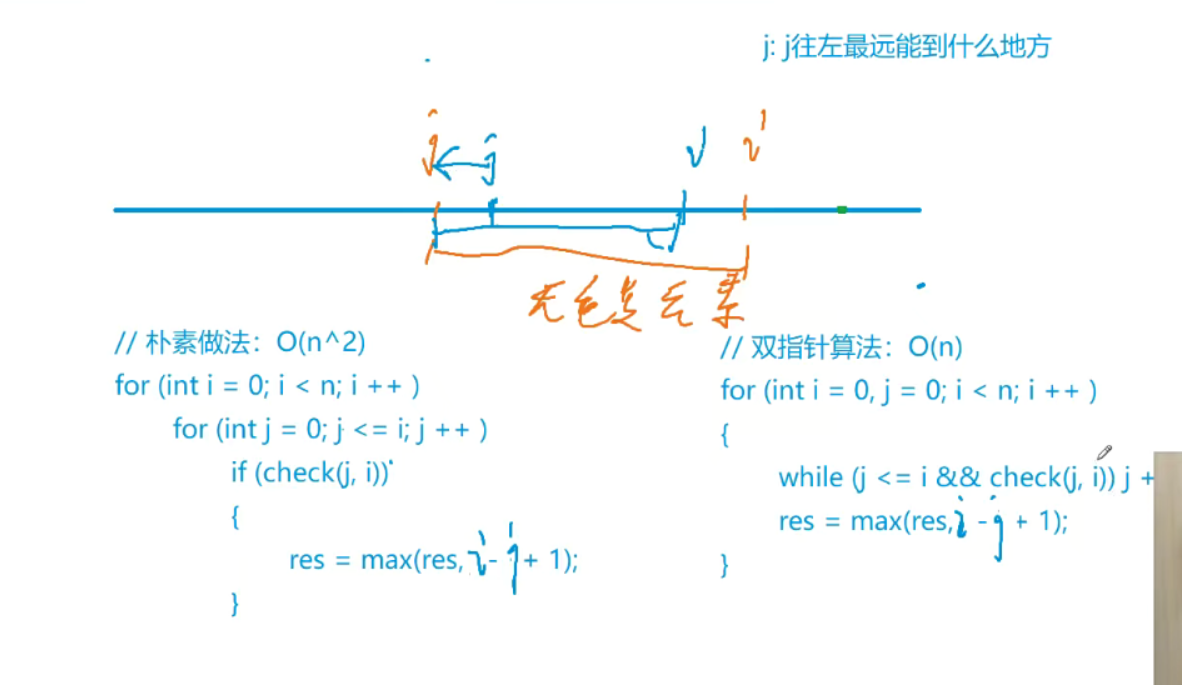 j: j往左最远能到什么地方
j j i i
无重复元素
// 朴素做法：O(n^2)
for (int i = 0; i < n; i ++ )
for (int j = 0; j <= i; j ++ )
if (check(j, i))
{
res = max(res, i - j + 1);
}
// 双指针算法：O(n)
for (int i = 0, j = 0; i < n; i ++ )
{
while (j <= i && check(j, i)) j +
res = max(res, i - j + 1);
}